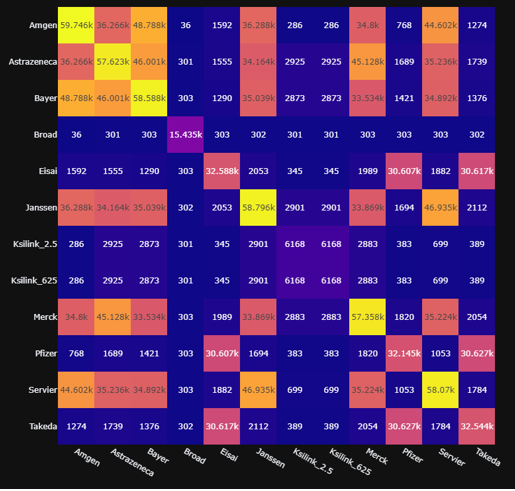 Amgen 59.746k 36.266k 48.788k 36 1592 36.288k 286 286 34.8k 768 44.602k 1274
Astrazeneca 36.266k 57.623k 46.001k 301 1555 34.164k 2925 2925 45.128k 1689 35.236k 1739
Bayer 48.788k 46.001k 58.588k 303 1290 35.039k 2873 2873 33.534k 1421 34.892k 1376
Broad 36 301 303 15.435k 303 302 301 301 303 303 303 302
Eisai 1592 1555 1290 303 32.588k 2053 345 345 1989 30.607k 1882 30.617k
Janssen 36.288k 34.164k 35.039k 302 2053 58.796k 2901 2901 33.869k 1694 46.935k 2112
Ksilink_2.5 286 2925 2873 301 345 2901 6168 6168 2883 383 699 389
Ksilink_625 286 2925 2873 301 345 2901 6168 6168 2883 383 699 389
Merck 34.8k 45.128k 33.534k 303 1989 33.869k 2883 2883 57.358k 1820 35.224k 2054
Pfizer 768 1689 1421 303 30.607k 1694 383 383 1820 32.145k 1053 30.627k
Servier 44.602k 35.236k 34.892k 303 1882 46.935k 699 699 35.224k 1053 58.07k 1784
Takeda 1274 1739 1376 302 30.617k 2112 389 389 2054 30.627k 1784 32.544k
Amgen Astrazeneca Bayer Broad Eisai Janssen Ksilink_2.5 Ksilink_625 Merck Pfizer Servier Takeda